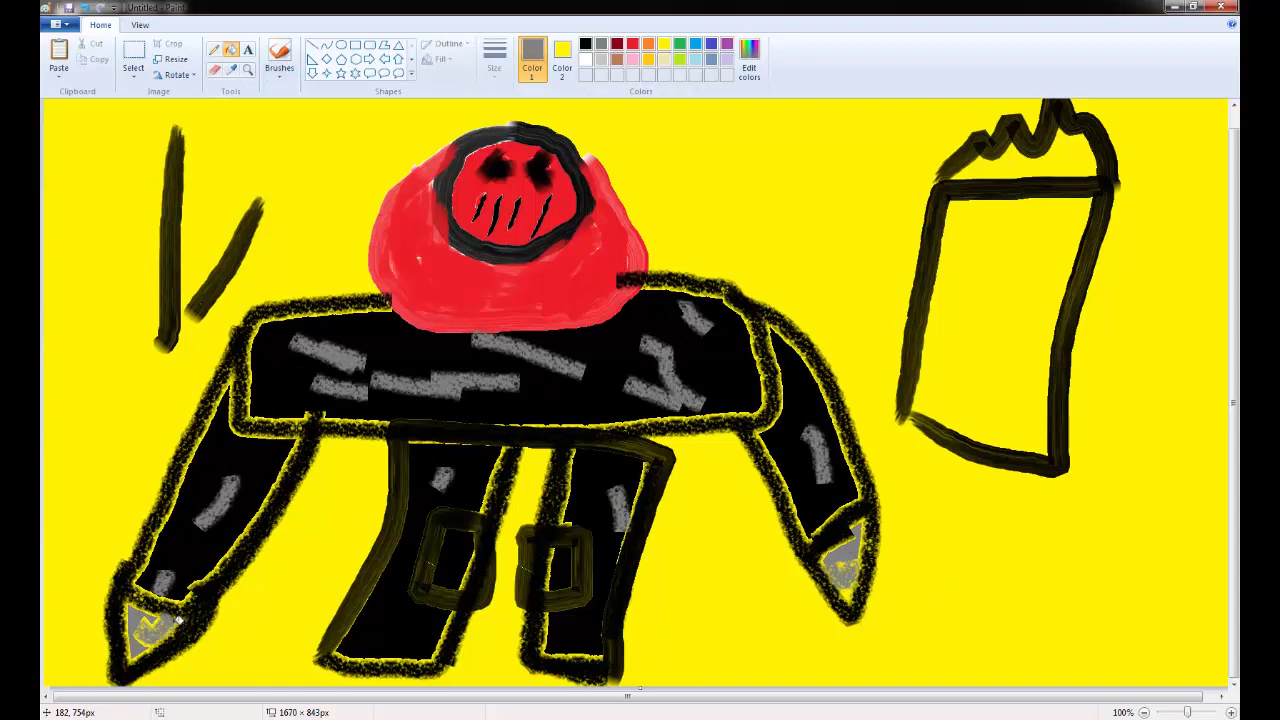 Untitled - Paint
Home View
Paste
Clipboard
Cut
Copy
Select
Crop
Resize
Rotate
Image
A
Tools
Brushes
Outline
Fill
Shapes
Size
Color 1
Color 2
Edit colors
Colors
182, 754px
1670 × 843px
100%